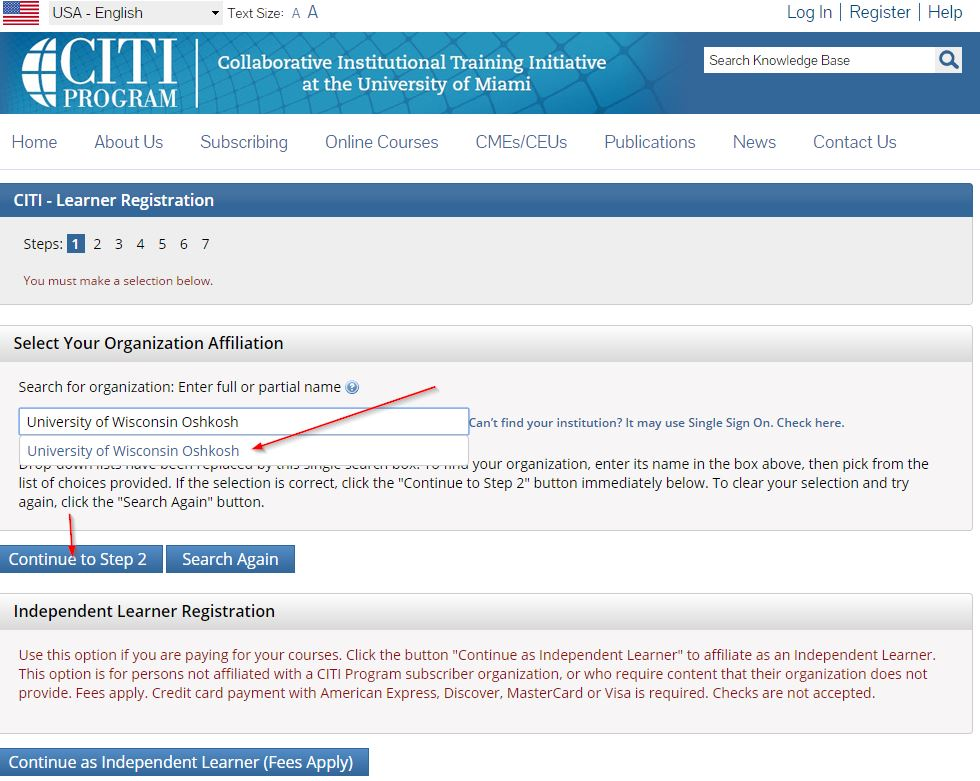 USA - English Text Size: A A Log In | Register | Help
CITI PROGRAM
Collaborative Institutional Training Initiative
at the University of Miami
Search Knowledge Base
Home About Us Subscribing Online Courses CMEs/CEUs Publications News Contact Us
CITI - Learner Registration
Steps: 1 2 3 4 5 6 7
You must make a selection below.
Select Your Organization Affiliation
Search for organization: Enter full or partial name ?
University of Wisconsin Oshkosh
Can't find your institution? It may use Single Sign On. Check here.
University of Wisconsin Oshkosh
Drop down lists have been replaced by this single search box. To find your organization, enter its name in the box above, then pick from the
list of choices provided. If the selection is correct, click the "Continue to Step 2" button immediately below. To clear your selection and try
again, click the "Search Again" button.
Continue to Step 2 Search Again
Independent Learner Registration
Use this option if you are paying for your courses. Click the button "Continue as Independent Learner" to affiliate as an Independent Learner.
This option is for persons not affiliated with a CITI Program subscriber organization, or who require content that their organization does not
provide. Fees apply. Credit card payment with American Express, Discover, MasterCard or Visa is required. Checks are not accepted.
Continue as Independent Learner (Fees Apply)